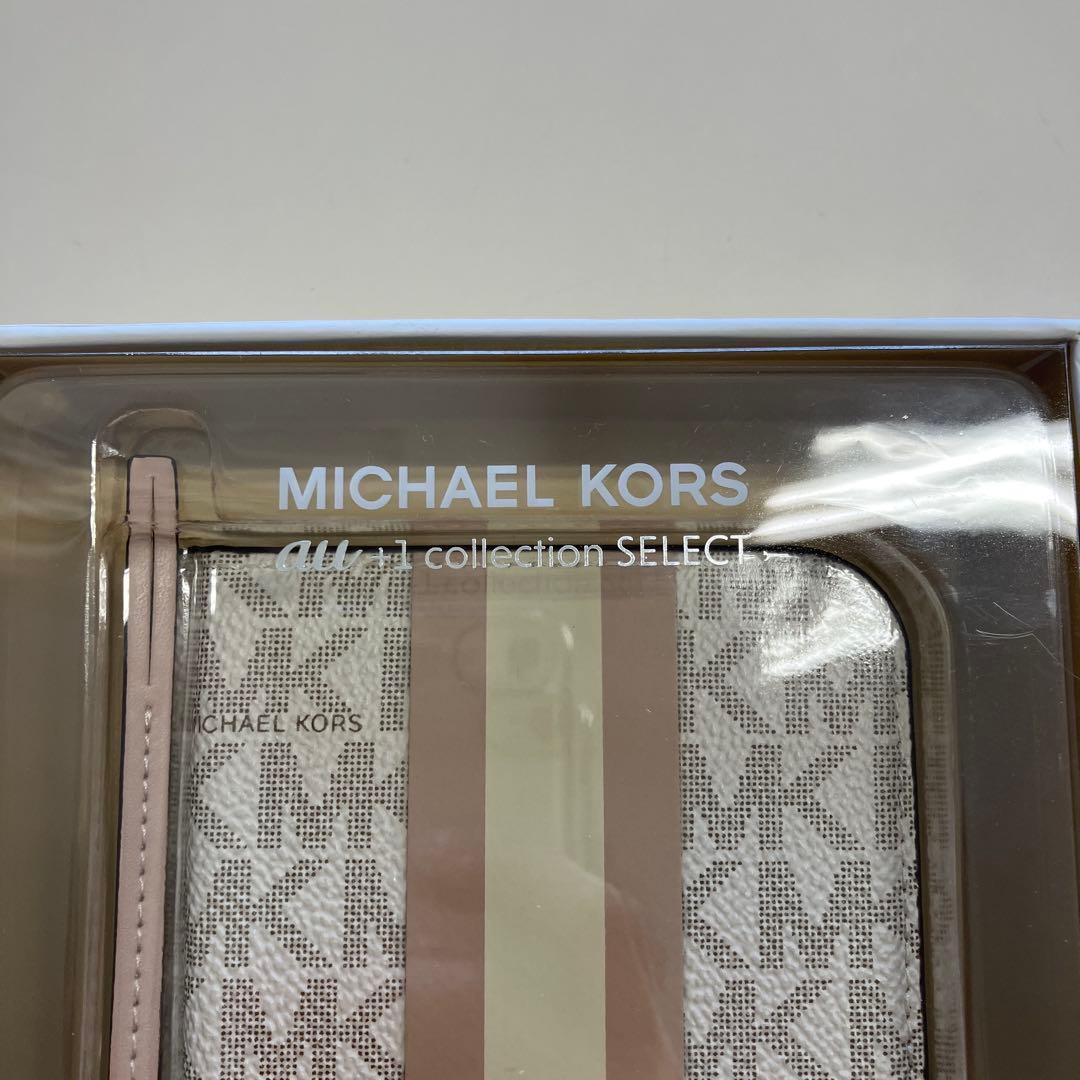 MICHAEL KORS
au +1 collection SELECT
MICHAEL KORS